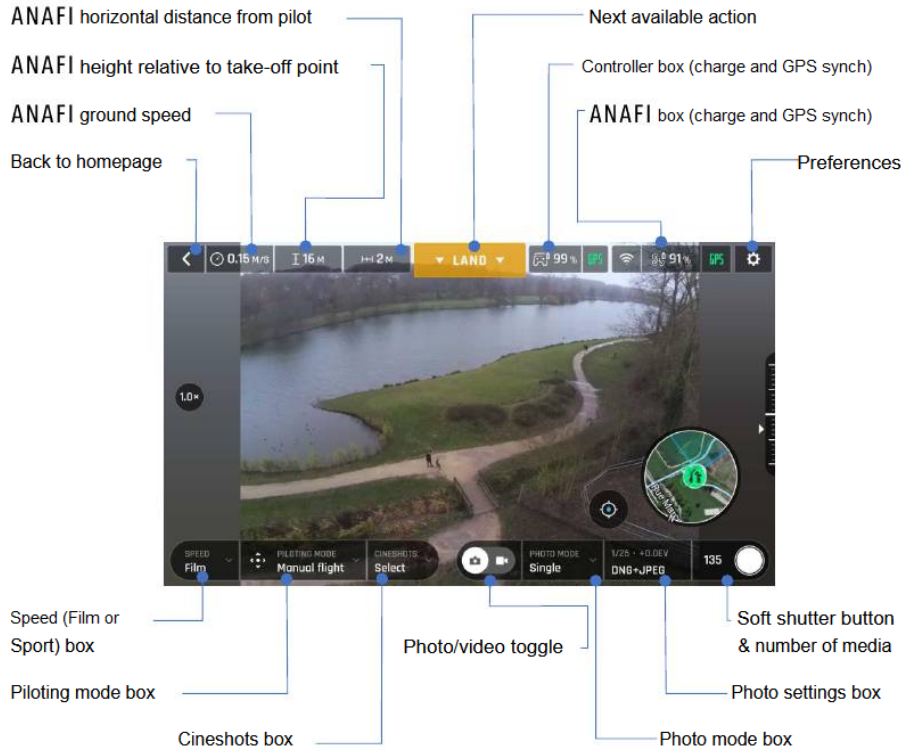 ANAFI horizontal distance from pilot
Next available action
ANAFI height relative to take-off point
Controller box (charge and GPS synch)
ANAFI ground speed
ANAFI box (charge and GPS synch)
Back to homepage
Preferences
0.15 M/S
16 M
2 M
LAND
99 %
GPS
91 %
GPS
1.0×
Rue Ma
SPEED
Film
PILOTING MODE
Manual flight
CINESHOTS
Select
PHOTO MODE
Single
1/25 · +0.0EV
DNG+JPEG
135
Speed (Film or
Sport) box
Soft shutter button
& number of media
Photo/video toggle
Piloting mode box
Photo settings box
Cineshots box
Photo mode box